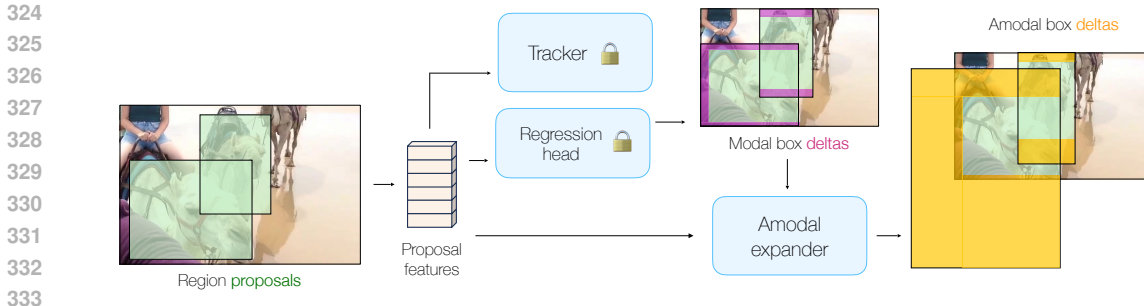 324
325
326
327
328
329
330
331
332
333
Tracker
Regression
head
Region proposals
Proposal
features
Modal box deltas
Amodal
expander
Amodal box deltas